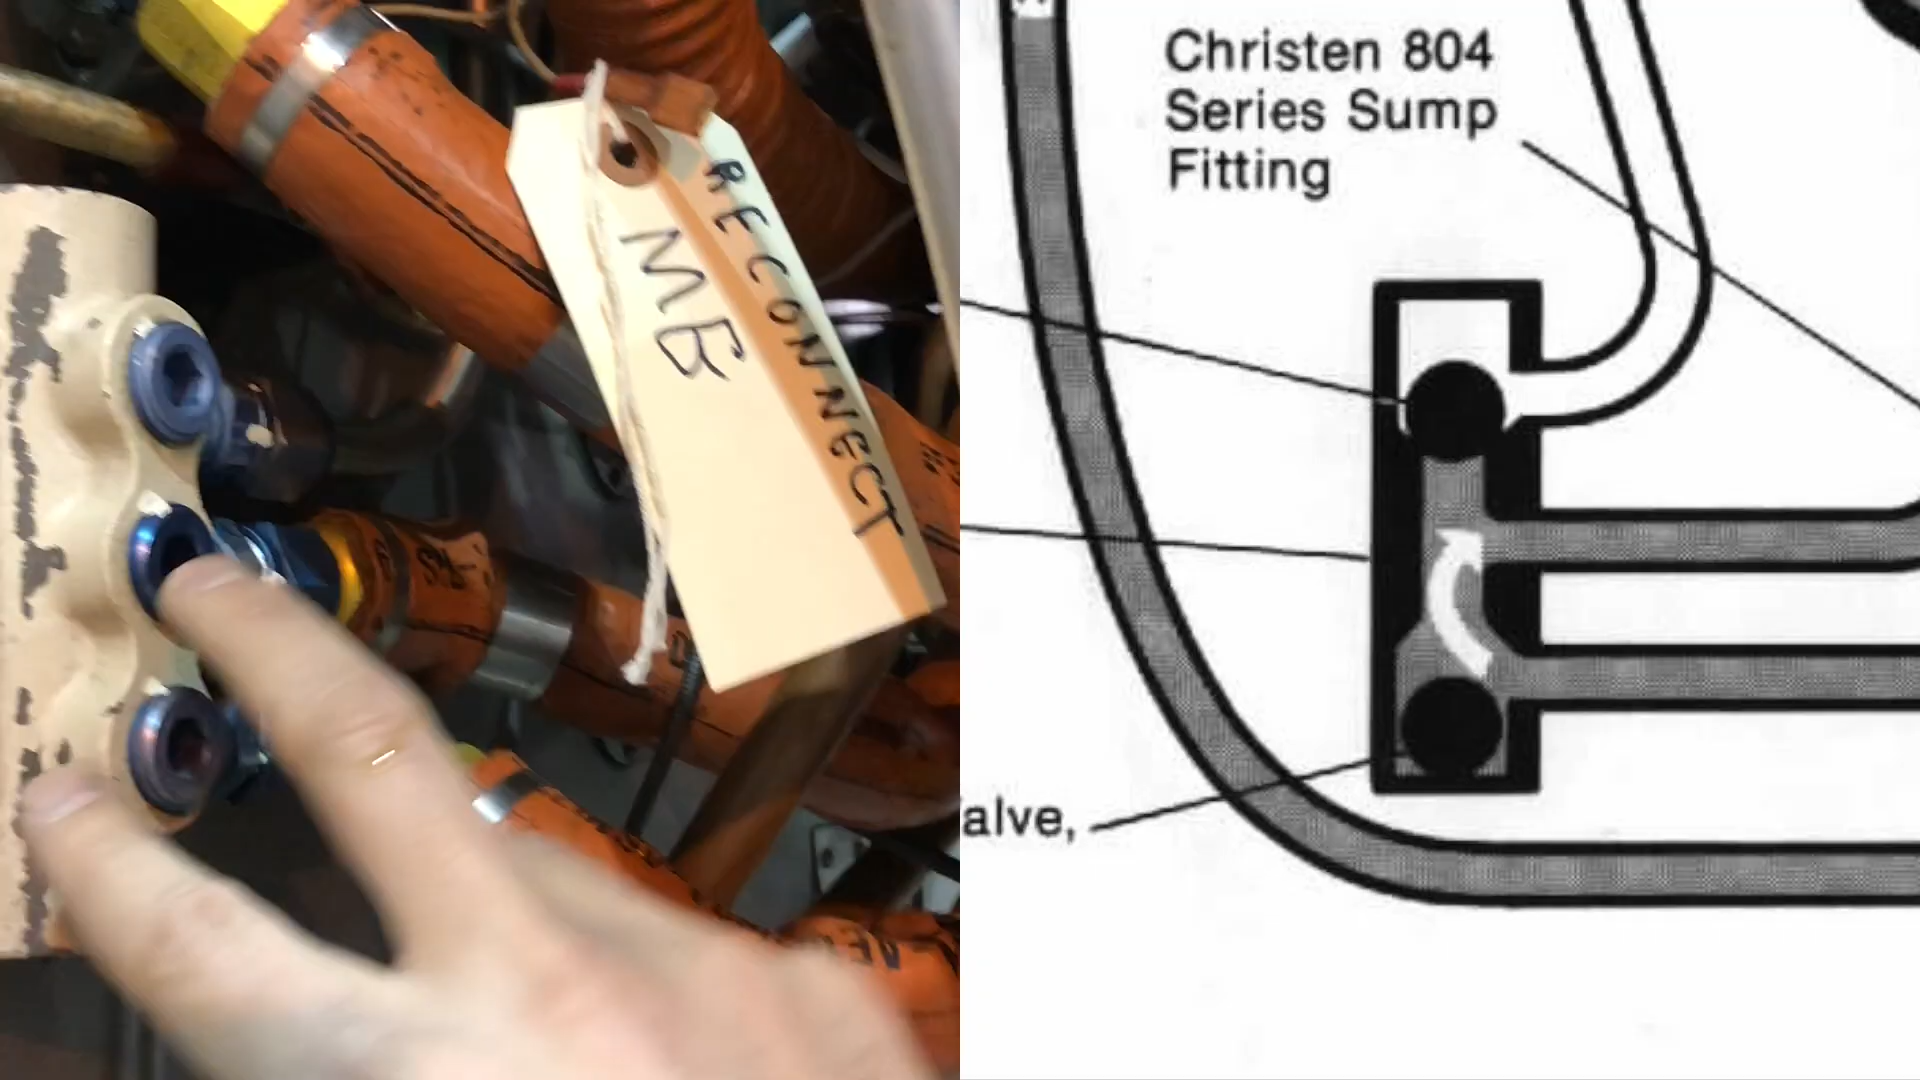 RECONNECT
MB
Christen 804
Series Sump
Fitting
alve,